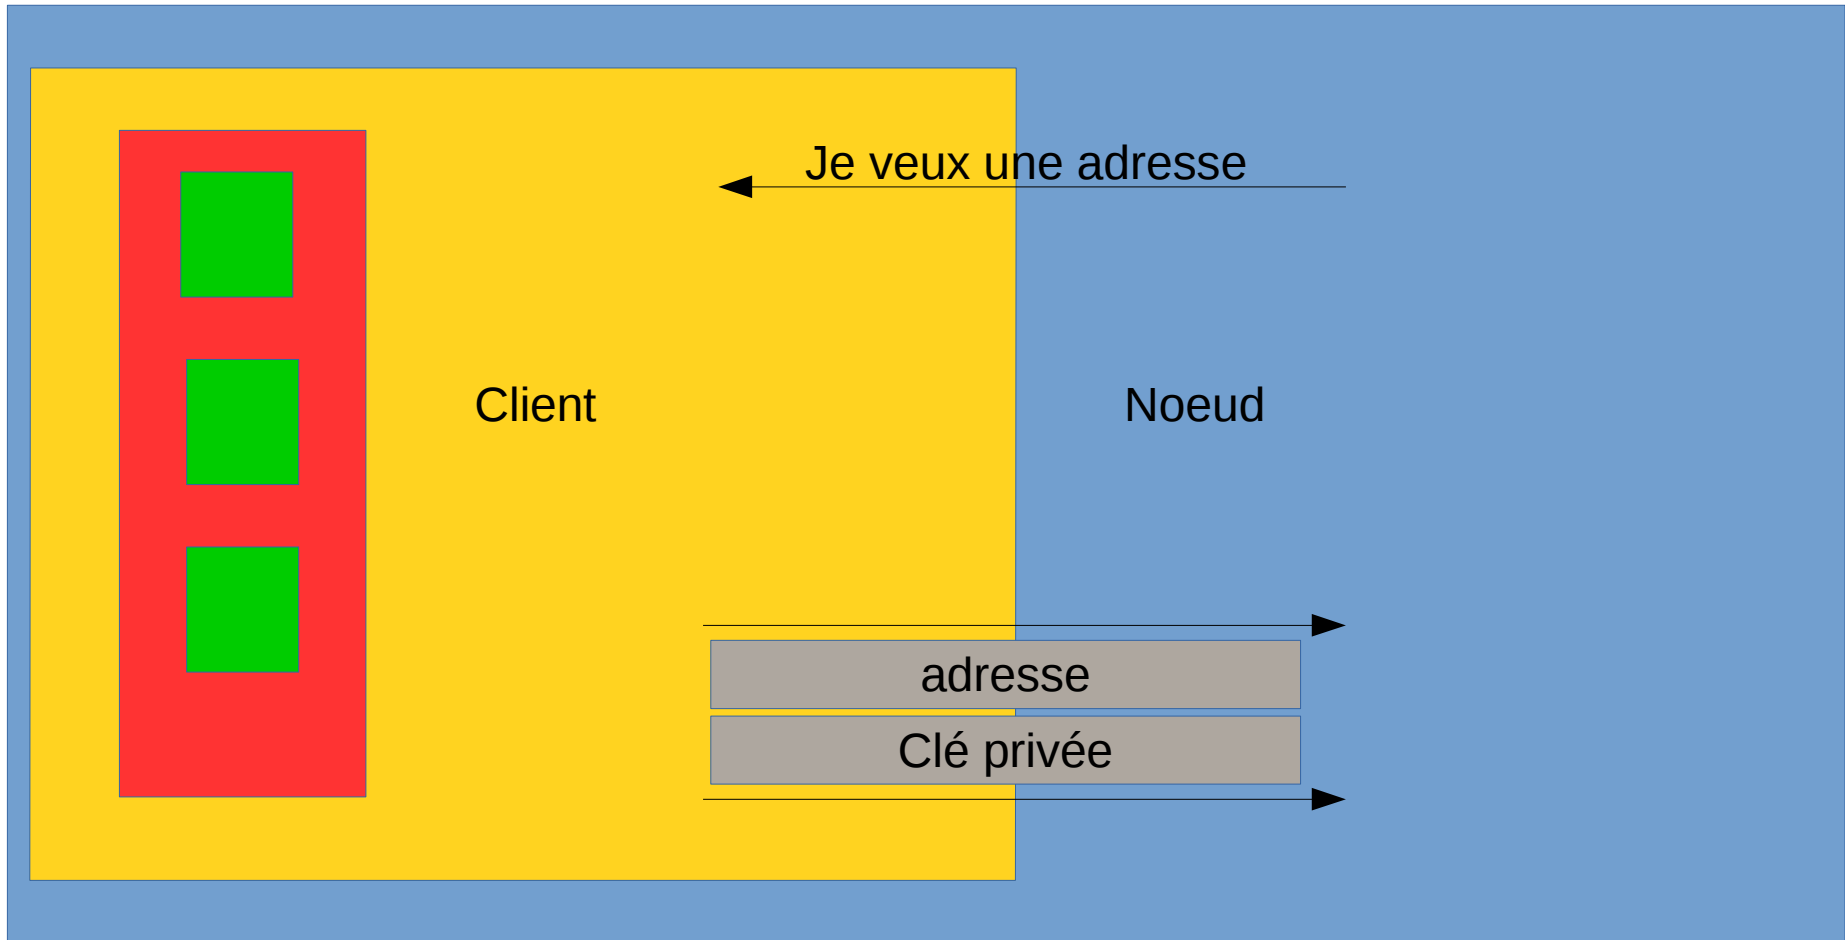 Je veux une adresse
Client
Noeud
adresse
Clé privée